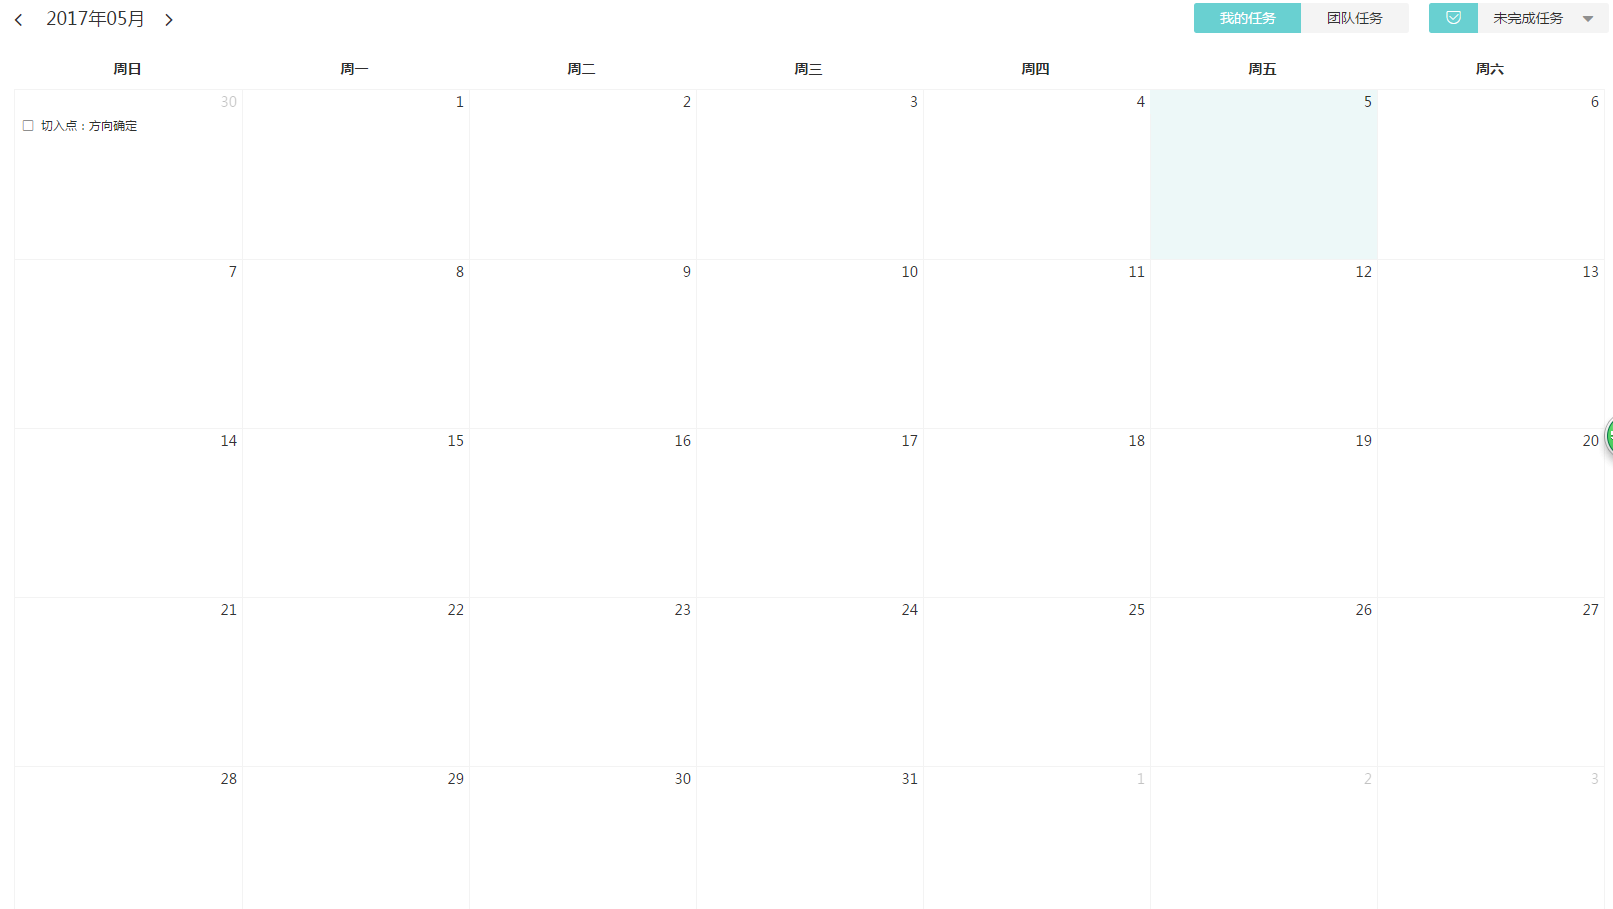 2017年05月
我的任务 团队任务 未完成任务
周日 周一 周二 周三 周四 周五 周六
30 1 2 3 4 5 6
切入点：方向确定
7 8 9 10 11 12 13
14 15 16 17 18 19 20
21 22 23 24 25 26 27
28 29 30 31 1 2 3